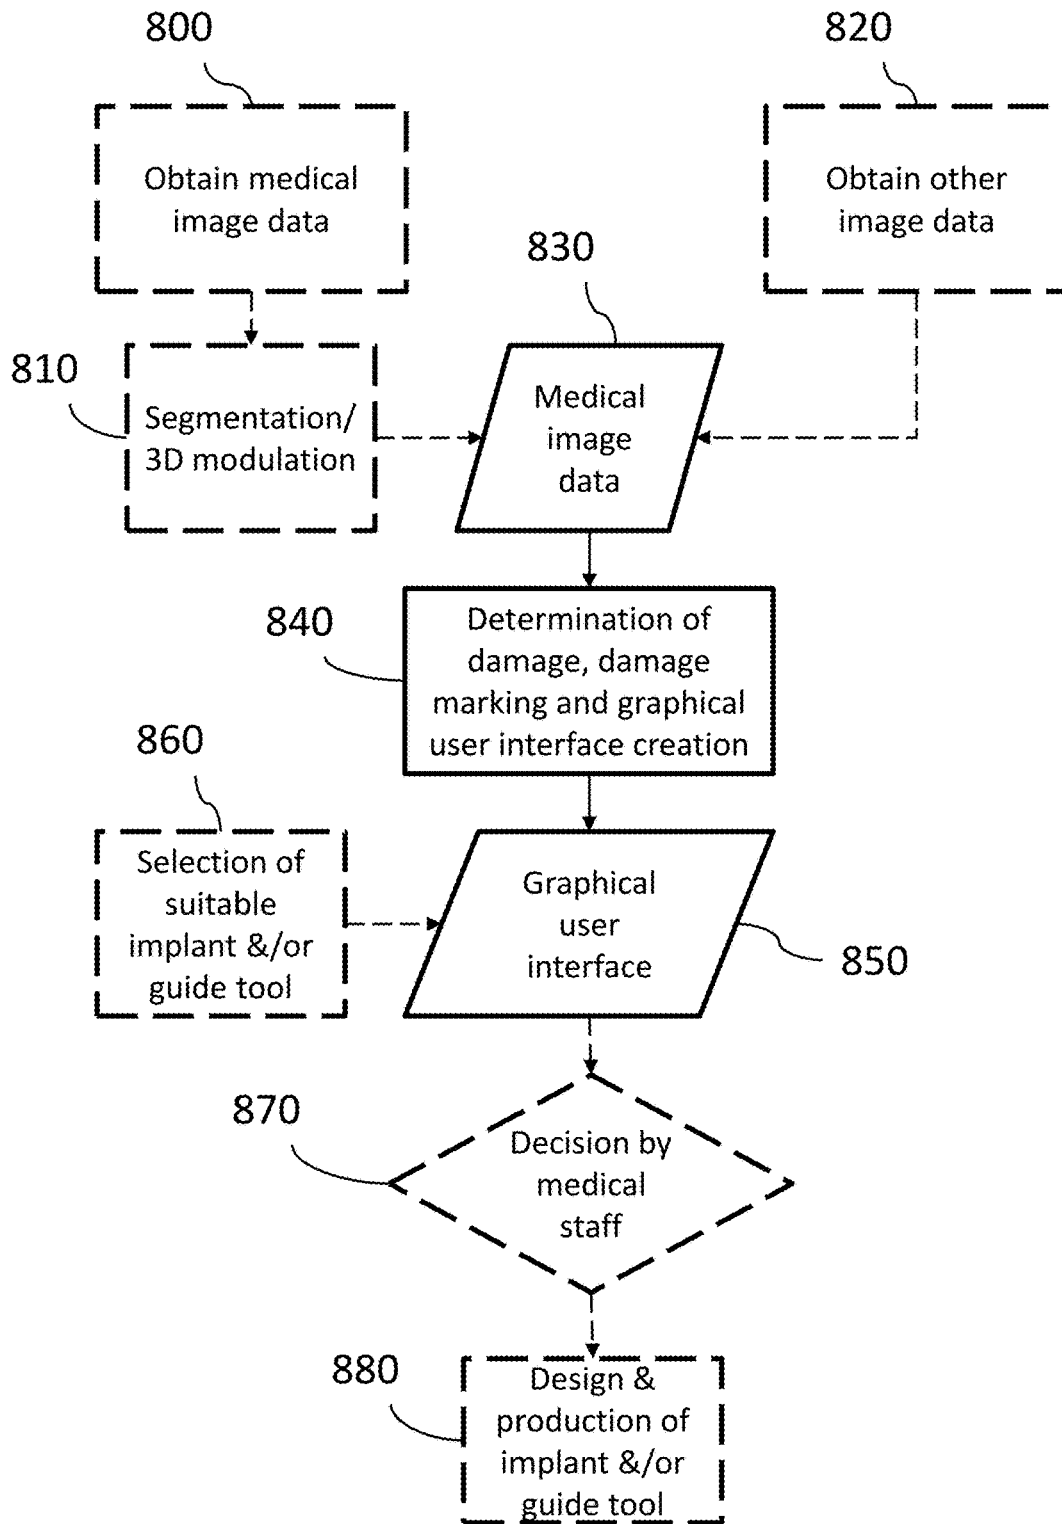 800
820
Obtain medical
image data
Obtain other
image data
830
810
Segmentation/
3D modulation
Medical
image
data
840
Determination of
damage, damage
marking and graphical
user interface creation
860
Selection of
suitable
implant &/or
guide tool
Graphical
user
interface
850
870
Decision by
medical
staff
880
Design &
production of
implant &/or
guide tool